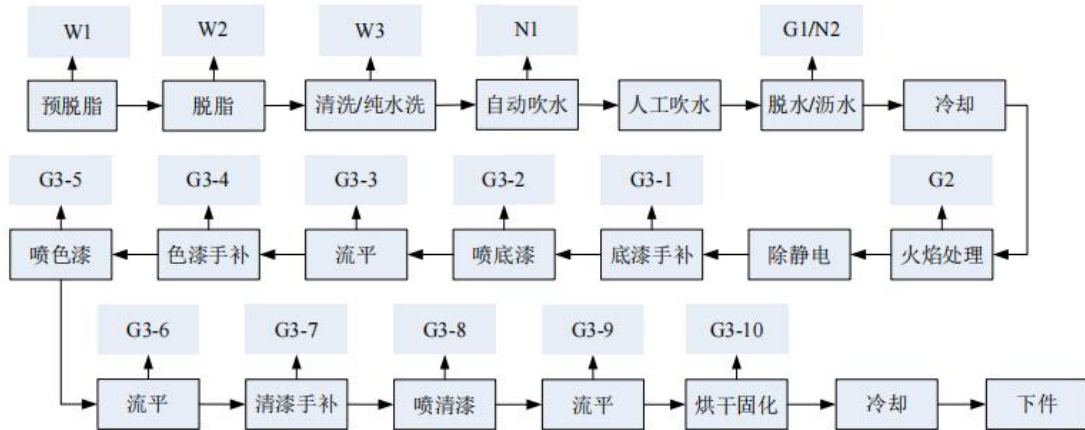 W1 W2 W3 N1 G1/N2
预脱脂 脱脂 清洗/纯水洗 自动吹水 人工吹水 脱水/沥水 冷却
G3-5 G3-4 G3-3 G3-2 G3-1 G2
喷色漆 色漆手补 流平 喷底漆 底漆手补 除静电 火焰处理
G3-6 G3-7 G3-8 G3-9 G3-10
流平 清漆手补 喷清漆 流平 烘干固化 冷却 下件